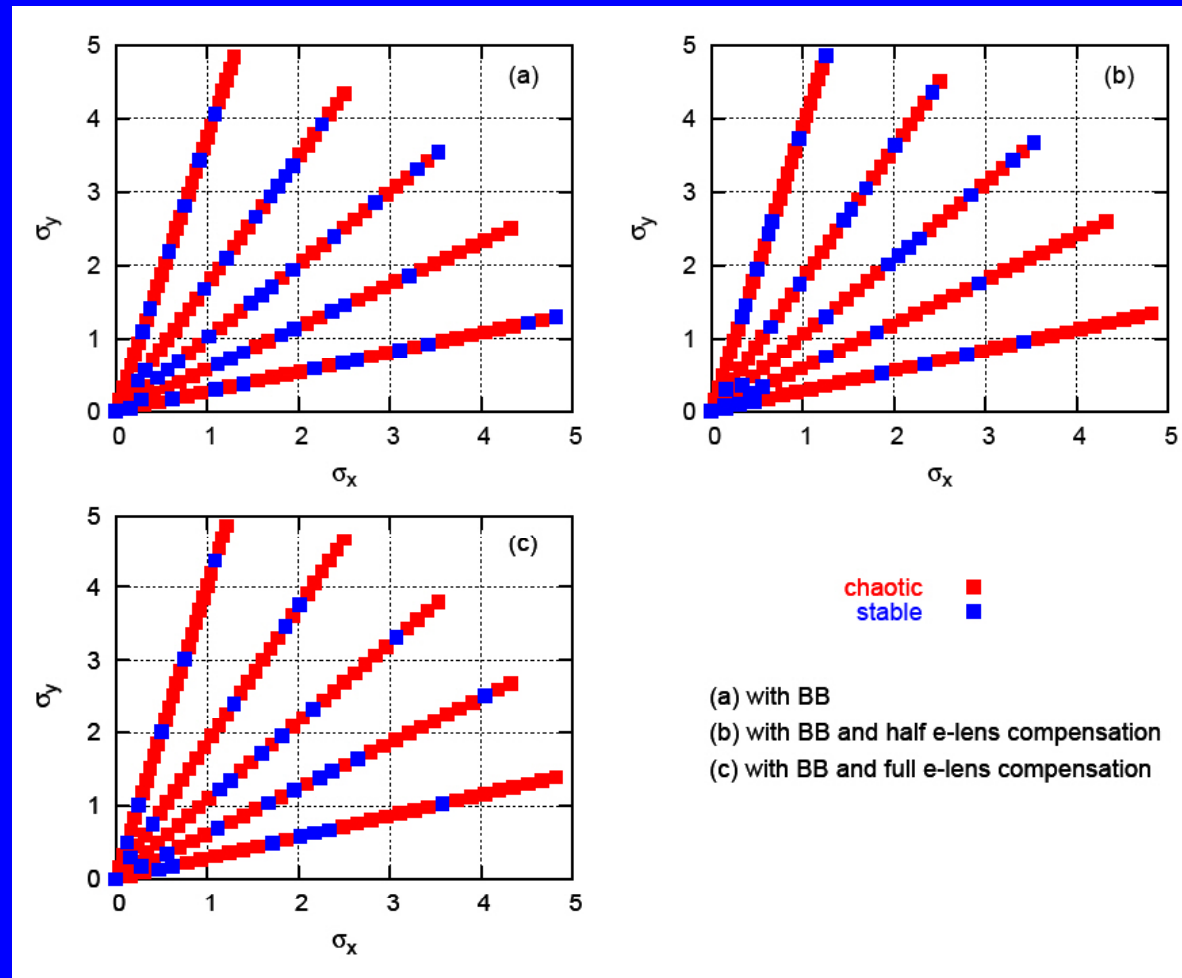 (a)
5
4
3
2
1
0
σy
0 1 2 3 4 5
σx
(b)
5
4
3
2
1
0
σy
0 1 2 3 4 5
σx
(c)
5
4
3
2
1
0
σy
0 1 2 3 4 5
σx
chaotic
stable
(a) with BB
(b) with BB and half e-lens compensation
(c) with BB and full e-lens compensation